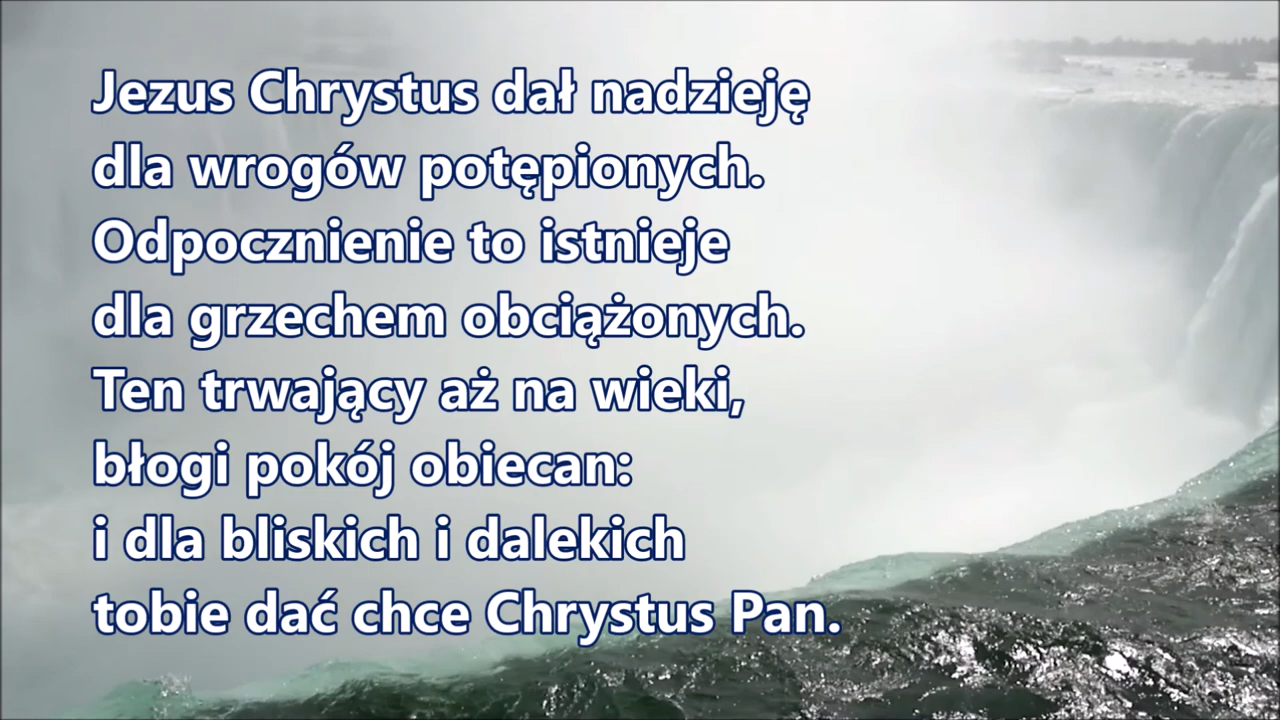 Jezus Chrystus dał nadzieję
dla wrogów potępionych.
Odpocznienie to istnieje
dla grzechem obciążonych.
Ten trwający aż na wieki,
błogi pokój obiecan:
i dla bliskich i dalekich
tobie dać chce Chrystus Pan.